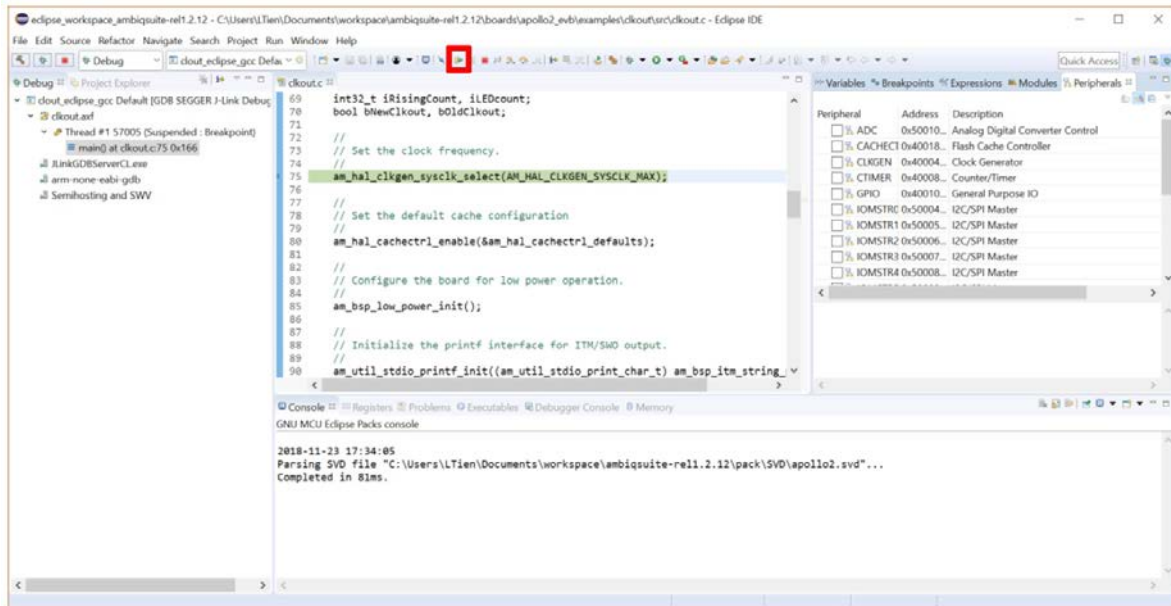 eclipse_workspace_ambiqsuite-rel1.2.12 - C:\Users\LTien\Documents\workspace\ambiqsuite-rel1.2.12\boards\apollo2_evb\examples\clkout\src\clkout.c - Eclipse IDE
File Edit Source Refactor Navigate Search Project Run Window Help
Debug clout_eclipse_gcc Defau Quick Access
Debug Project Explorer
clout_eclipse_gcc Default [GDB SEGGER J-Link Debug
clkout.axf
Thread #1 57005 (Suspended : Breakpoint)
main() at clkout.c:75 0x166
JLinkGDBServerCL.exe
arm-none-eabi-gdb
Semihosting and SWV
clkout.c
69 int32_t iRisingCount, iLEDcount;
70 bool bNewClkout, bOldClkout;
71
72 //
73 // Set the clock frequency.
74 //
75 am_hal_clkgen_sysclk_select(AM_HAL_CLKGEN_SYSCLK_MAX);
76
77 //
78 // Set the default cache configuration
79 //
80 am_hal_cachectrl_enable(&am_hal_cachectrl_defaults);
81
82 //
83 // Configure the board for low power operation.
84 //
85 am_bsp_low_power_init();
86
87 //
88 // Initialize the printf interface for ITM/SWO output.
89 //
90 am_util_stdio_printf_init((am_util_stdio_print_char_t) am_bsp_itm_string_
Variables Breakpoints Expressions Modules Peripherals
Peripheral Address Description
ADC 0x50010... Analog Digital Converter Control
CACHECT 0x40018... Flash Cache Controller
CLKGEN 0x40004... Clock Generator
CTIMER 0x40008... Counter/Timer
GPIO 0x40010... General Purpose IO
IOMSTR0 0x50004... I2C/SPI Master
IOMSTR1 0x50005... I2C/SPI Master
IOMSTR2 0x50006... I2C/SPI Master
IOMSTR3 0x50007... I2C/SPI Master
IOMSTR4 0x50008... I2C/SPI Master
Console Registers Problems Executables Debugger Console Memory
GNU MCU Eclipse Packs console
2018-11-23 17:34:05
Parsing SVD file "C:\Users\LTien\Documents\workspace\ambiqsuite-rel1.2.12\pack\SVD\apollo2.svd"...
Completed in 81ms.